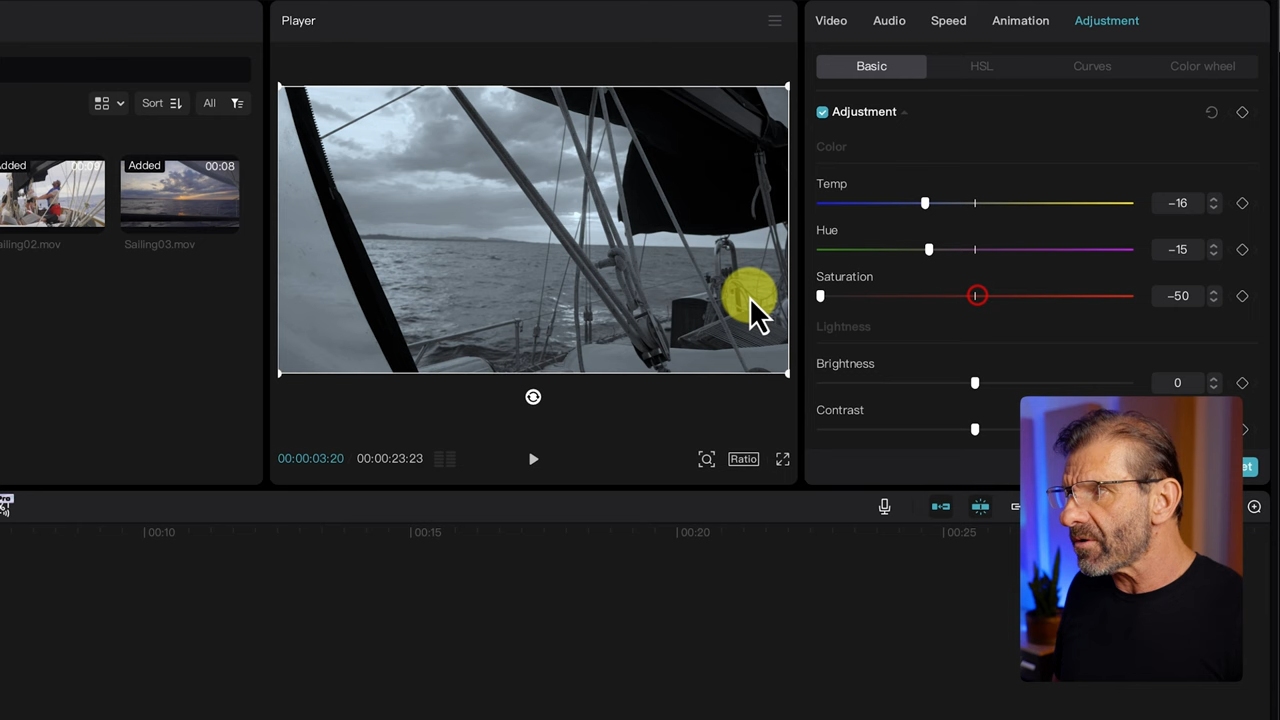 Player
Video Audio Speed Animation Adjustment
Basic HSL Curves Color wheel
Sort All
Adjustment
Color
Added 00:08
Temp -16
Hue -15
Saturation -50
Lightness
Sailing03.mov
Brightness 0
Contrast
00:00:03:20 00:00:23:23 Ratio
Pro
00:10 00:15 00:20 00:25